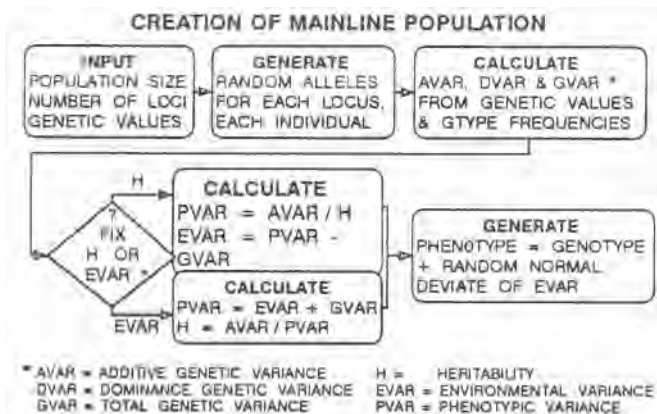 CREATION OF MAINLINE POPULATION
INPUT
POPULATION SIZE
NUMBER OF LOCI
GENETIC VALUES
GENERATE
RANDOM ALLELES
FOR EACH LOCUS,
EACH INDIVIDUAL
CALCULATE
AVAR, DVAR & GVAR *
FROM GENETIC VALUES
& GTYPE FREQUENCIES
?
FIX
H OR
EVAR *
H
CALCULATE
PVAR = AVAR / H
EVAR = PVAR -
GVAR
EVAR
CALCULATE
PVAR = EVAR + GVAR
H = AVAR / PVAR
GENERATE
PHENOTYPE = GENOTYPE
+ RANDOM NORMAL
DEVIATE OF EVAR
* AVAR = ADDITIVE GENETIC VARIANCE H = HERITABILITY
DVAR = DOMINANCE GENETIC VARIANCE EVAR = ENVIRONMENTAL VARIANCE
GVAR = TOTAL GENETIC VARIANCE PVAR = PHENOTYPIC VARIANCE